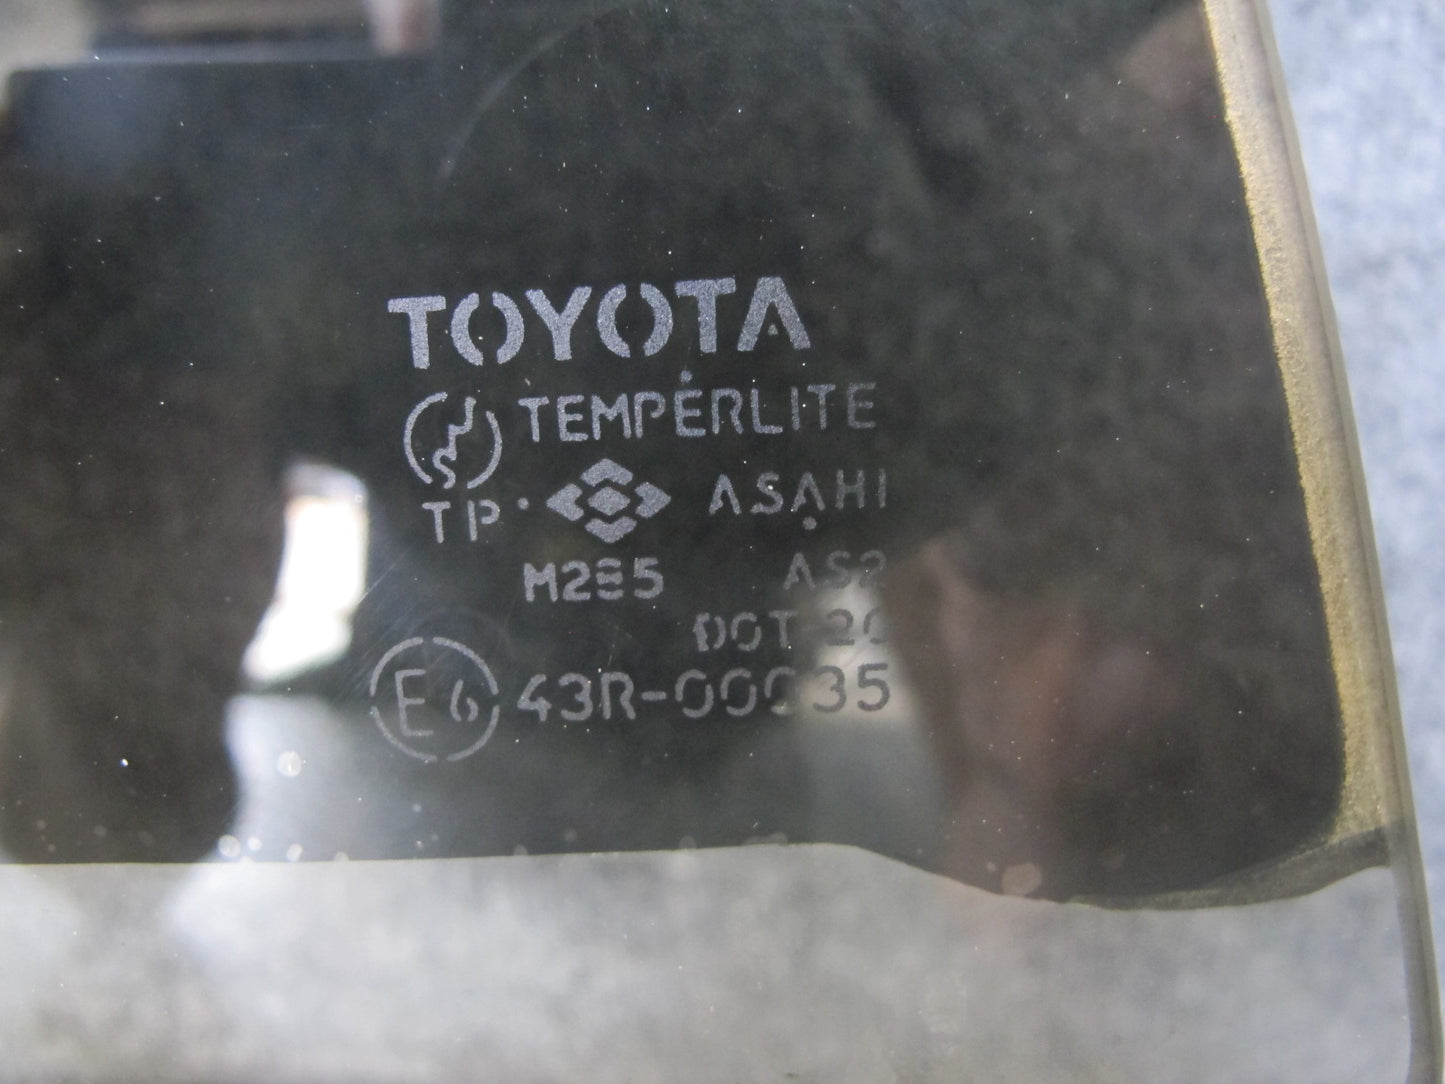 TOYOTA
TEMPERLITE
TP ASAHI
M2E5 AS2
DOT 20
E6 43R-00035